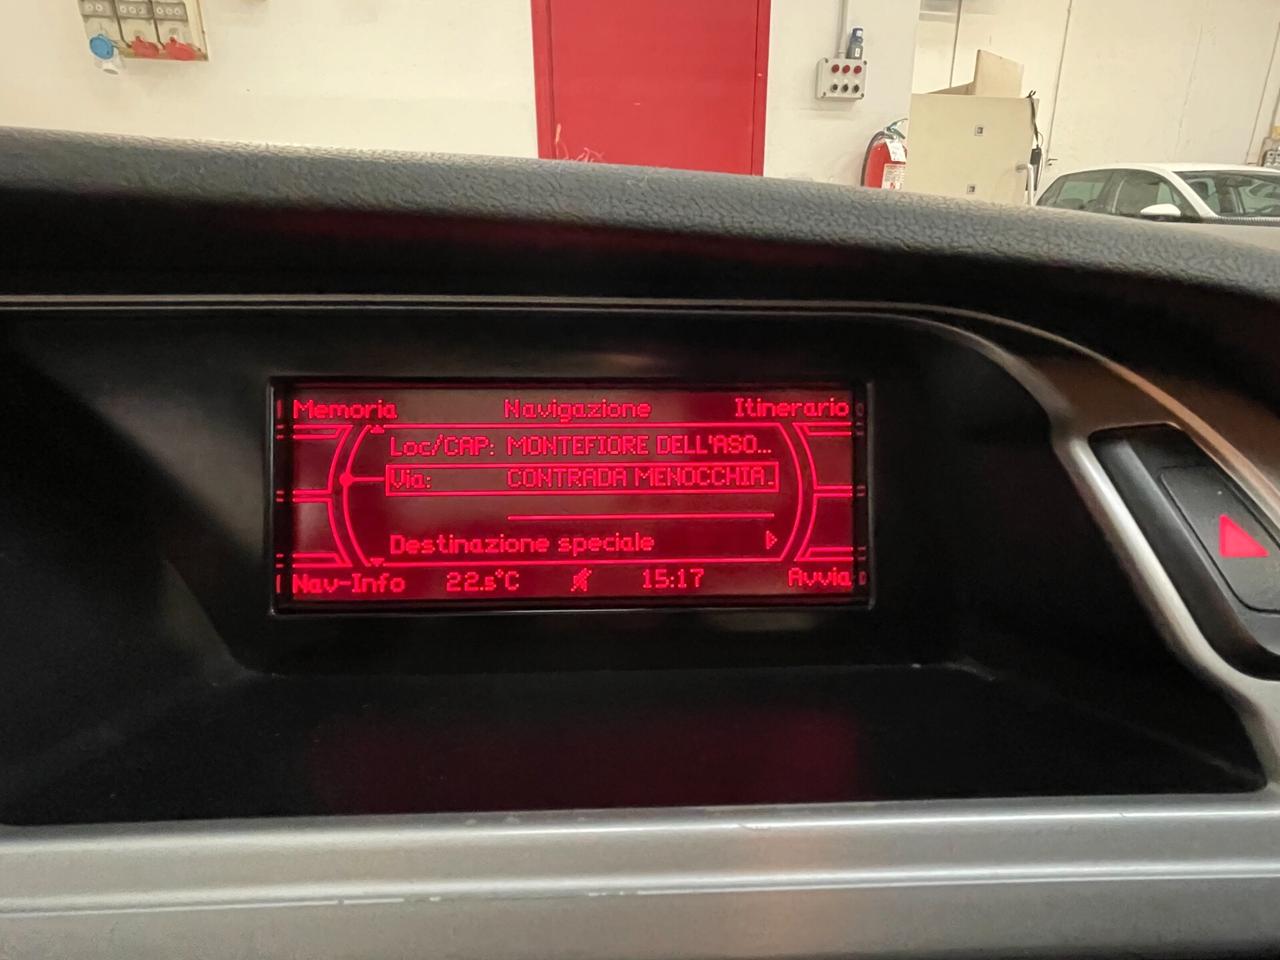 Memoria Navigazione Itinerario
Loc/CAP: MONTEFIORE DELL'ASO...
Via: CONTRADA MENOCCHIA.
Destinazione speciale
Nav-Info 22.5°C 15:17 Avvia